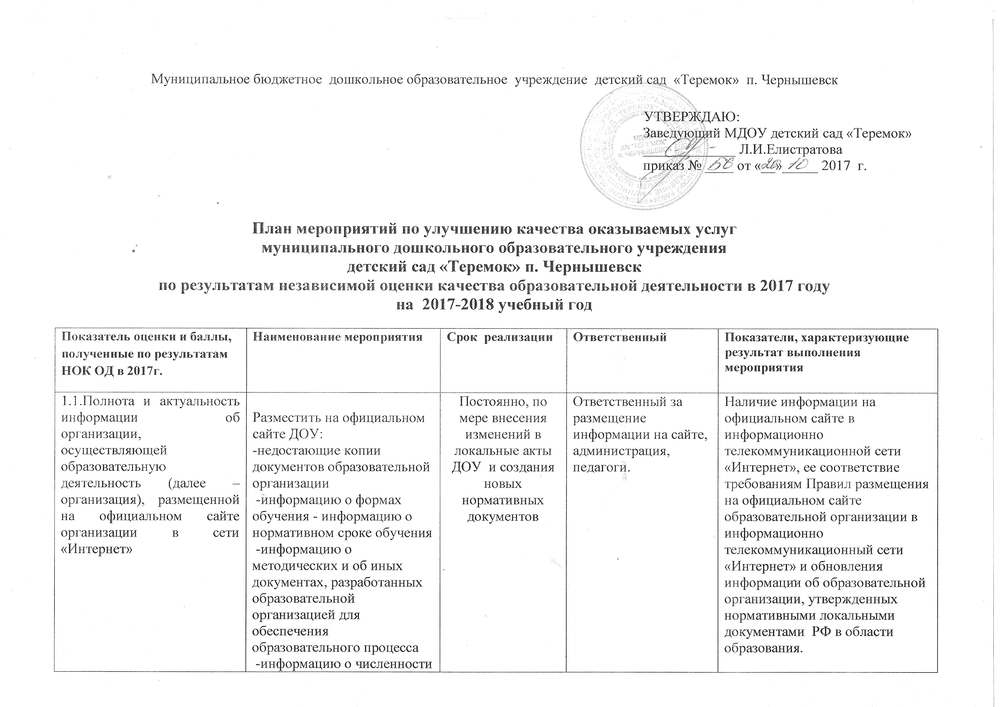 Муниципальное бюджетное дошкольное образовательное учреждение детский сад «Теремок» п. Чернышевск
УТВЕРЖДАЮ:
Заведующий МДОУ детский сад «Теремок»
Л.И.Елистратова
приказ № 56 от «20» 10 2017 г.
МДОУ
д/с "ТЕРЕМОК"
п. ЧЕРНЫШЕВСК
План мероприятий по улучшению качества оказываемых услуг
муниципального дошкольного образовательного учреждения
детский сад «Теремок» п. Чернышевск
по результатам независимой оценки качества образовательной деятельности в 2017 году
на 2017-2018 учебный год
Показатель оценки и баллы,
полученные по результатам
НОК ОД в 2017г.
Наименование мероприятия
Срок реализации
Ответственный
Показатели, характеризующие
результат выполнения
мероприятия
1.1.Полнота и актуальность
информации об
организации,
осуществляющей
образовательную
деятельность (далее –
организация), размещенной
на официальном сайте
организации в сети
«Интернет»
Разместить на официальном
сайте ДОУ:
-недостающие копии
документов образовательной
организации
-информацию о формах
обучения - информацию о
нормативном сроке обучения
-информацию о
методических и об иных
документах, разработанных
образовательной
организацией для
обеспечения
образовательного процесса
-информацию о численности
Постоянно, по
мере внесения
изменений в
локальные акты
ДОУ и создания
новых
нормативных
документов
Ответственный за
размещение
информации на сайте,
администрация,
педагоги.
Наличие информации на
официальном сайте в
информационно
телекоммуникационной сети
«Интернет», ее соответствие
требованиям Правил размещения
на официальном сайте
образовательной организации в
информационно
телекоммуникационный сети
«Интернет» и обновления
информации об образовательной
организации, утвержденных
нормативными локальными
документами РФ в области
образования.